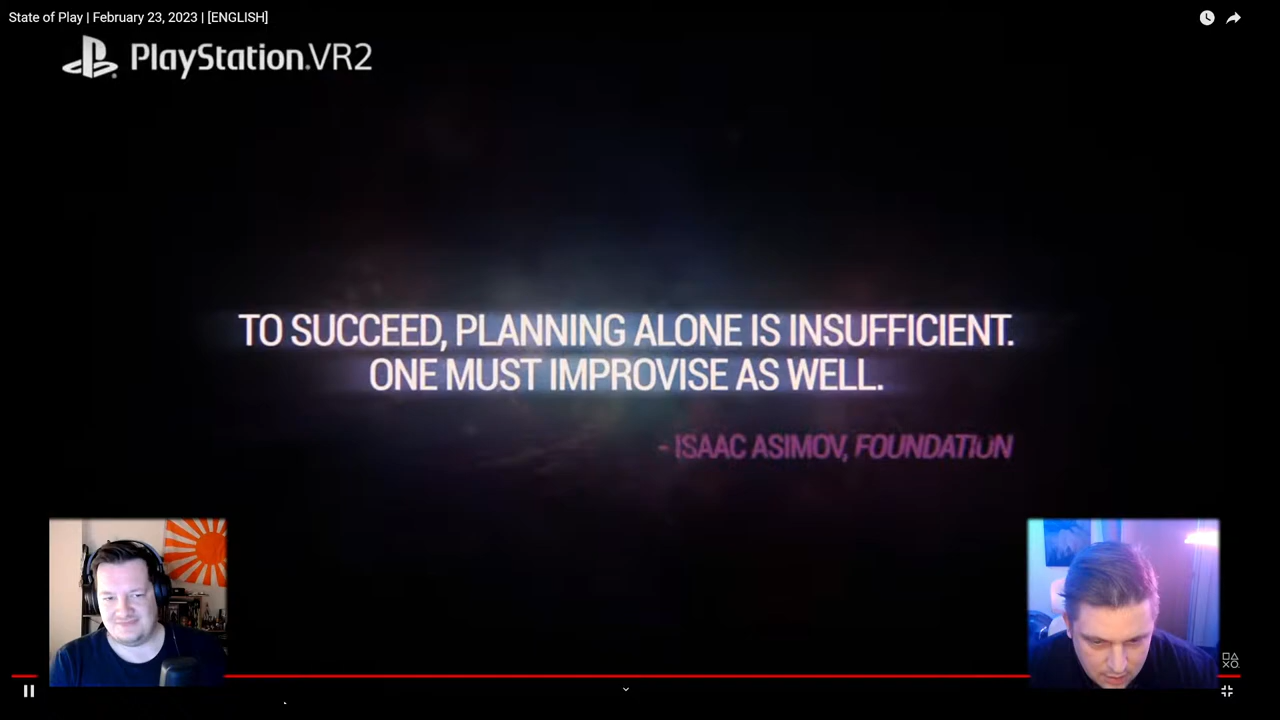 State of Play | February 23, 2023 | [ENGLISH]
PlayStation.VR2
TO SUCCEED, PLANNING ALONE IS INSUFFICIENT.
ONE MUST IMPROVISE AS WELL.
- ISAAC ASIMOV, FOUNDATION